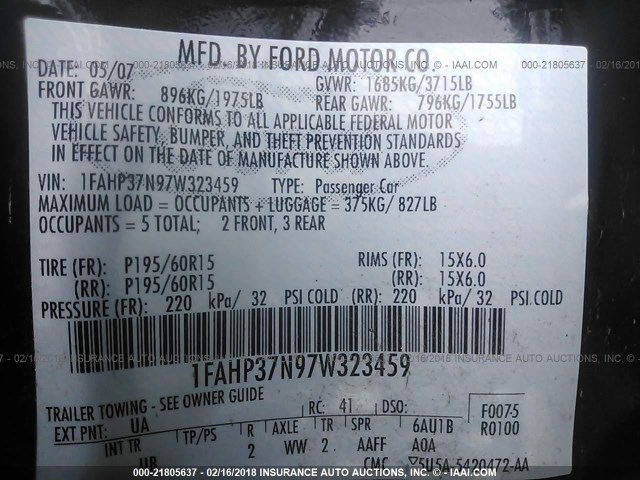 MFD. BY FORD MOTOR CO.
DATE: 05/07 GVWR: 1685KG/3715LB
FRONT GAWR: 896KG/1975LB REAR GAWR: 796KG/1755LB
THIS VEHICLE CONFORMS TO ALL APPLICABLE FEDERAL MOTOR
VEHICLE SAFETY, BUMPER, AND THEFT PREVENTION STANDARDS
IN EFFECT ON THE DATE OF MANUFACTURE SHOWN ABOVE.
VIN: 1FAHP37N97W323459 TYPE: Passenger Car
MAXIMUM LOAD = OCCUPANTS + LUGGAGE = 375KG/ 827LB
OCCUPANTS = 5 TOTAL; 2 FRONT, 3 REAR
TIRE (FR): P195/60R15 RIMS (FR): 15X6.0
(RR): P195/60R15 (RR): 15X6.0
PRESSURE (FR): 220 kPa/ 32 PSI COLD (RR): 220 kPa/ 32 PSI COLD
1FAHP37N97W323459
TRAILER TOWING - SEE OWNER GUIDE RC: 41 DSO: F0075
EXT PNT: UA TP/PS R AXLE TR SPR 6AU1B R0100
INT TR 2 WW 2 AAFF A0A
▽5U5A-5420472-AA
21805637 - 02/16/2018 INSURANCE AUTO AUCTIONS - IAAI.COM